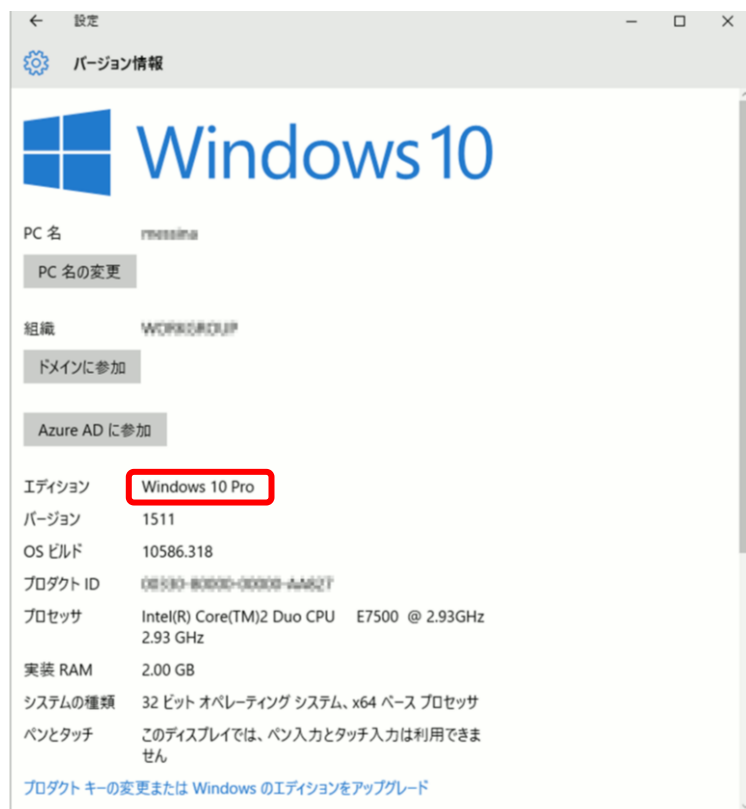 設定
バージョン情報
Windows 10
PC 名
PC 名の変更
組織 WORKGROUP
ドメインに参加
Azure AD に参加
エディション Windows 10 Pro
バージョン 1511
OS ビルド 10586.318
プロダクト ID
プロセッサ Intel(R) Core(TM)2 Duo CPU E7500 @ 2.93GHz
2.93 GHz
実装 RAM 2.00 GB
システムの種類 32 ビット オペレーティング システム、x64 ベース プロセッサ
ペンとタッチ このディスプレイでは、ペン入力とタッチ入力は利用できま
せん
プロダクト キーの変更または Windows のエディションをアップグレード